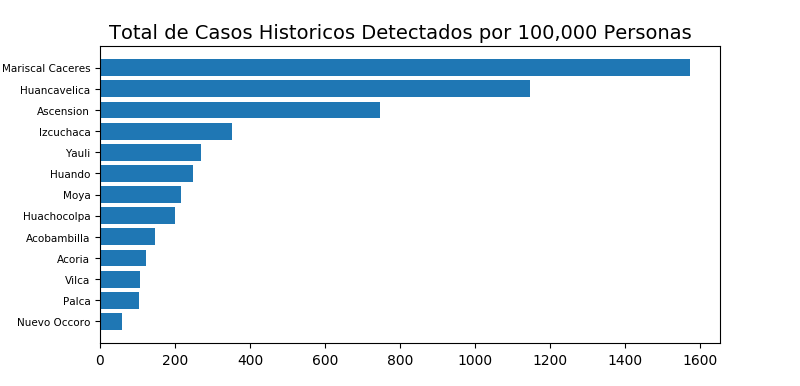 Total de Casos Historicos Detectados por 100,000 Personas
Mariscal Caceres
Huancavelica
Ascension
Izcuchaca
Yauli
Huando
Moya
Huachocolpa
Acobambilla
Acoria
Vilca
Palca
Nuevo Occoro
0 200 400 600 800 1000 1200 1400 1600